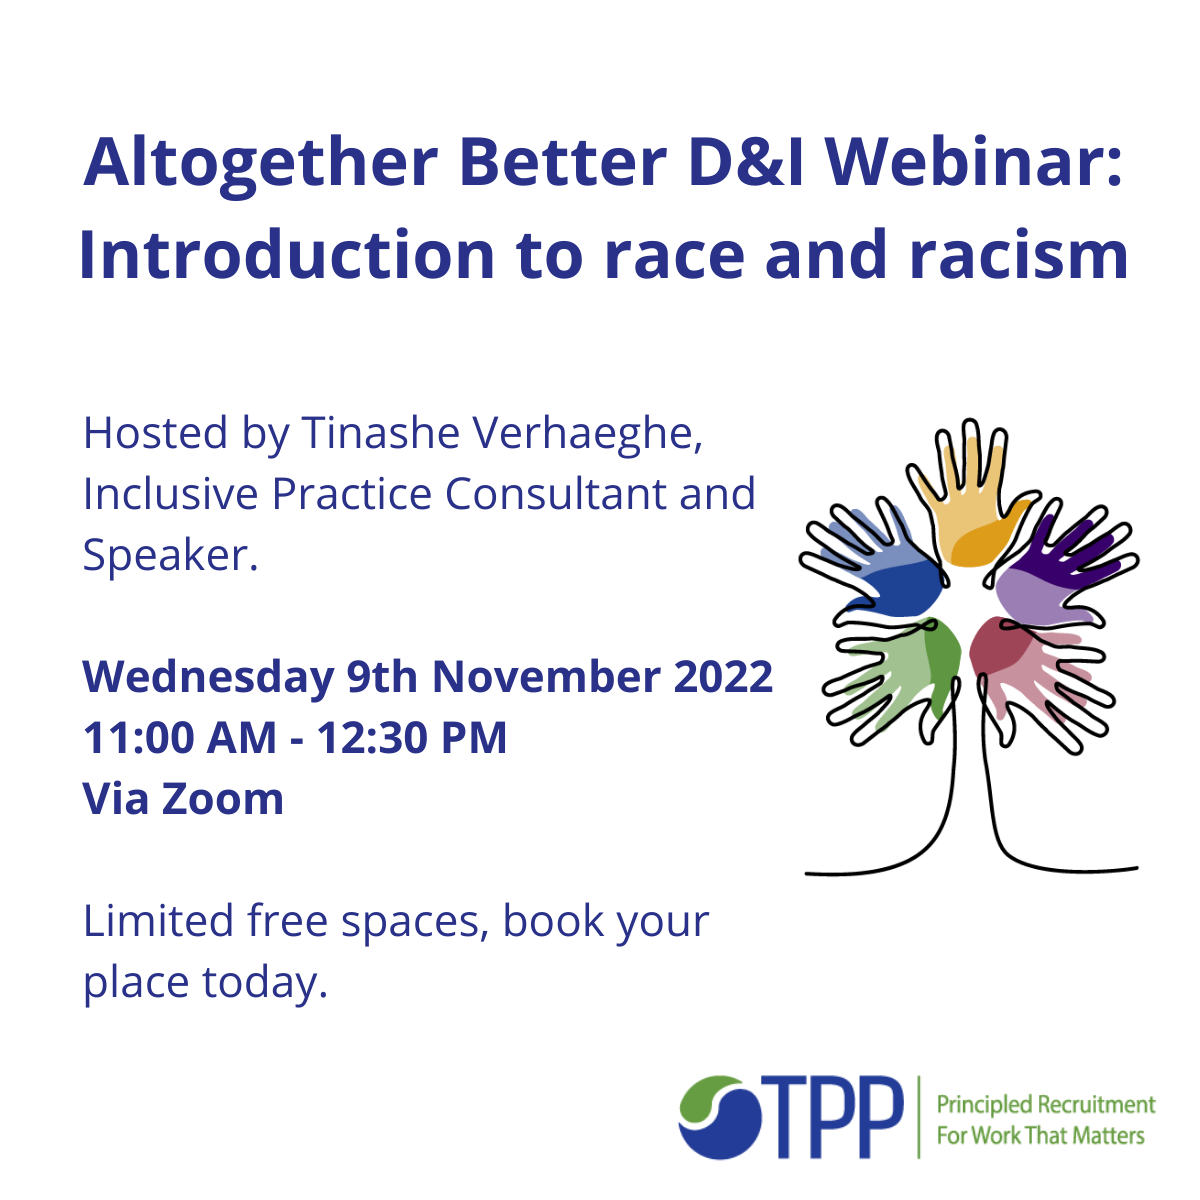 Altogether Better D&I Webinar:
Introduction to race and racism
Hosted by Tinashe Verhaeghe,
Inclusive Practice Consultant and
Speaker.
Wednesday 9th November 2022
11:00 AM - 12:30 PM
Via Zoom
Limited free spaces, book your
place today.
TPP
Principled Recruitment
For Work That Matters